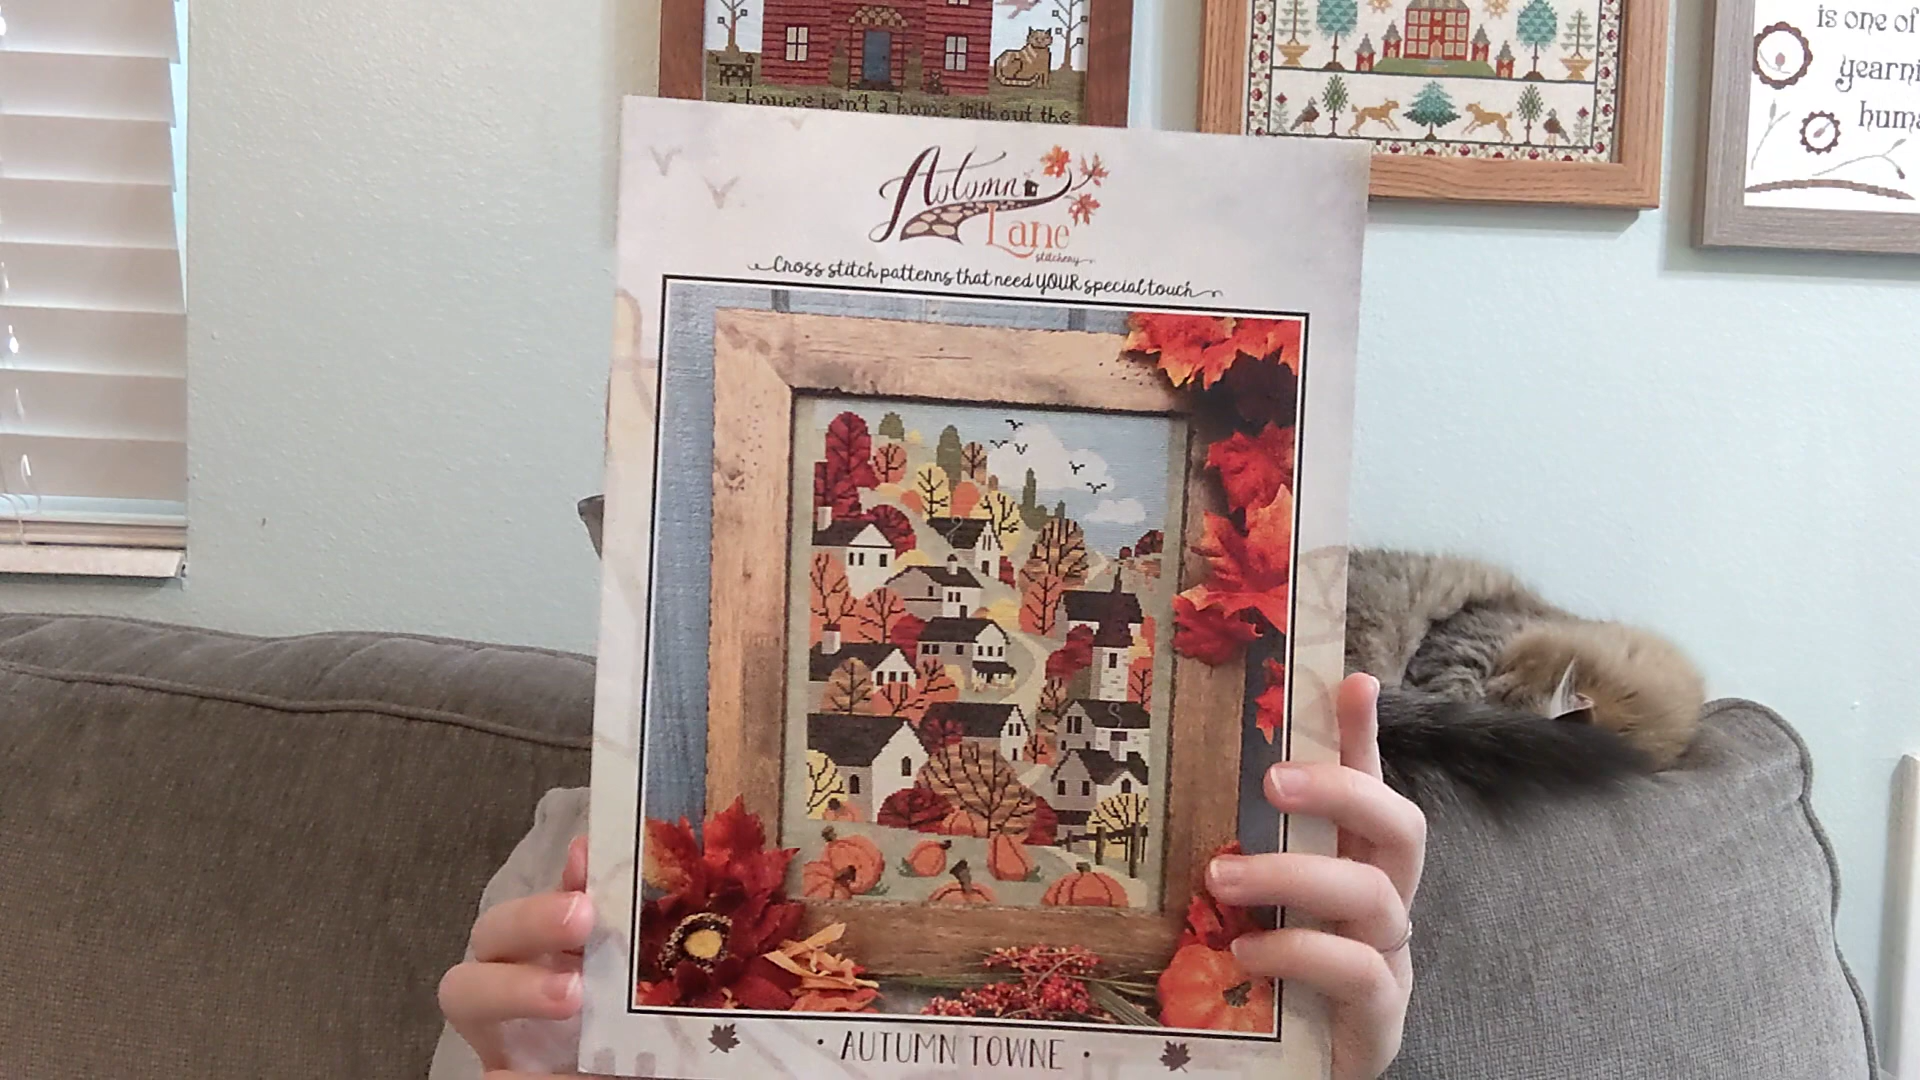 a house isn't a home without the
is one of
yearni
huma
Autumn
Lane
stitchery
Cross stitch patterns that need YOUR special touch
· AUTUMN TOWNE ·